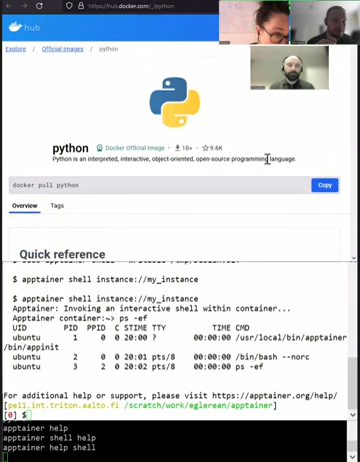 https://hub.docker.com/_/python
hub
Explore / Official Images / python
python
Docker Official Image
1B+
9.6K
Python is an interpreted, interactive, object-oriented, open-source programming language.
docker pull python
Copy
Overview
Tags
Quick reference
$ apptainer shell instance://my_instance
$ apptainer shell instance://my_instance
Apptainer: Invoking an interactive shell within container...
Apptainer container:~> ps -ef
UID PID PPID C STIME TTY TIME CMD
ubuntu 1 0 0 20:00 ? 00:00:00 /usr/local/bin/apptainer
/bin/appinit
ubuntu 2 0 0 20:01 pts/8 00:00:00 /bin/bash --norc
ubuntu 3 2 0 20:02 pts/8 00:00:00 ps -ef
For additional help or support, please visit https://apptainer.org/help/
[pe11.int.triton.aalto.fi /scratch/work/eglerean/apptainer]
[0] $
apptainer help
apptainer shell help
apptainer help shell